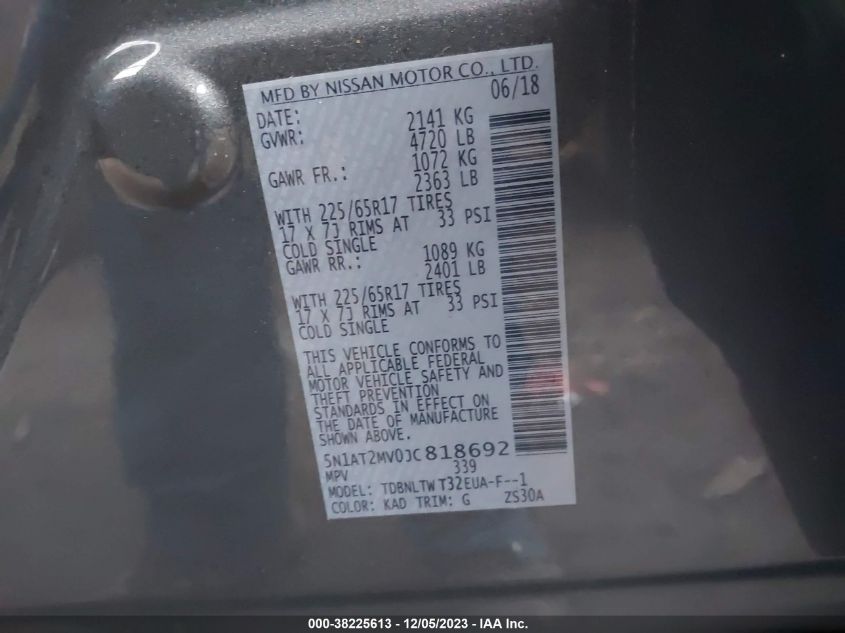 MFD BY NISSAN MOTOR CO., LTD.
DATE: 06/18
GVWR: 2141 KG
4720 LB
GAWR FR.: 1072 KG
2363 LB
WITH 225/65R17 TIRES
17 X 7J RIMS AT 33 PSI
COLD SINGLE
GAWR RR.: 1089 KG
2401 LB
WITH 225/65R17 TIRES
17 X 7J RIMS AT 33 PSI
COLD SINGLE
THIS VEHICLE CONFORMS TO
ALL APPLICABLE FEDERAL
MOTOR VEHICLE SAFETY AND
THEFT PREVENTION
STANDARDS IN EFFECT ON
THE DATE OF MANUFACTURE
SHOWN ABOVE.
5N1AT2MV0JC818692
MPV 339
MODEL: TDBNLTWT32EUA-F--1
COLOR: KAD TRIM: G ZS30A
000-38225613 - 12/05/2023 - IAA Inc.